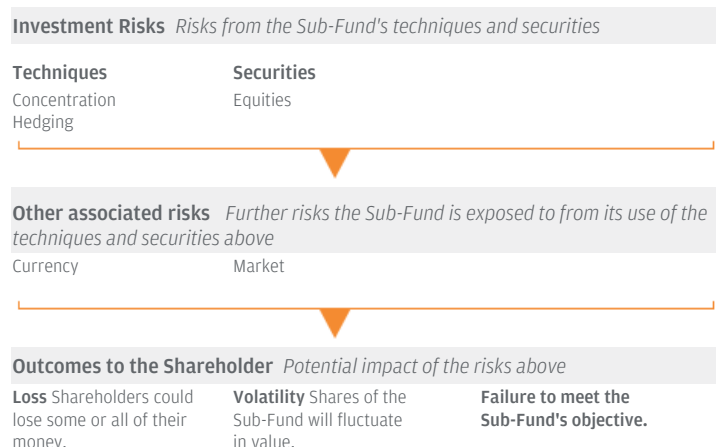 Investment Risks Risks from the Sub-Fund's techniques and securities
Techniques Securities
Concentration Equities
Hedging
Other associated risks Further risks the Sub-Fund is exposed to from its use of the
techniques and securities above
Currency Market
Outcomes to the Shareholder Potential impact of the risks above
Loss Shareholders could Volatility Shares of the Failure to meet the
lose some or all of their Sub-Fund will fluctuate Sub-Fund's objective.
money. in value.